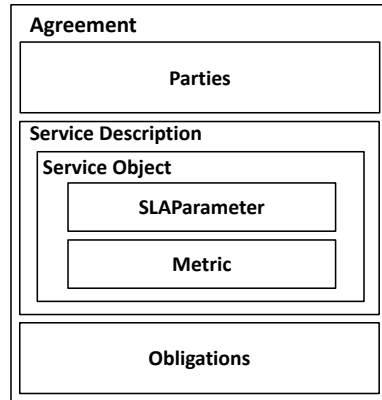 Agreement
Parties
Service Description
Service Object
SLAParameter
Metric
Obligations